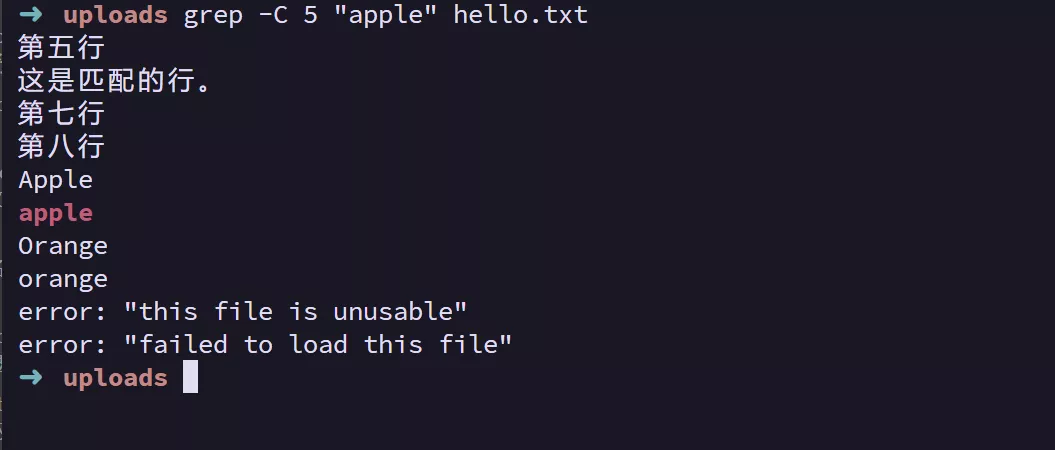 ➜ uploads grep -C 5 "apple" hello.txt
第五行
这是匹配的行。
第七行
第八行
Apple
apple
Orange
orange
error: "this file is unusable"
error: "failed to load this file"
➜ uploads